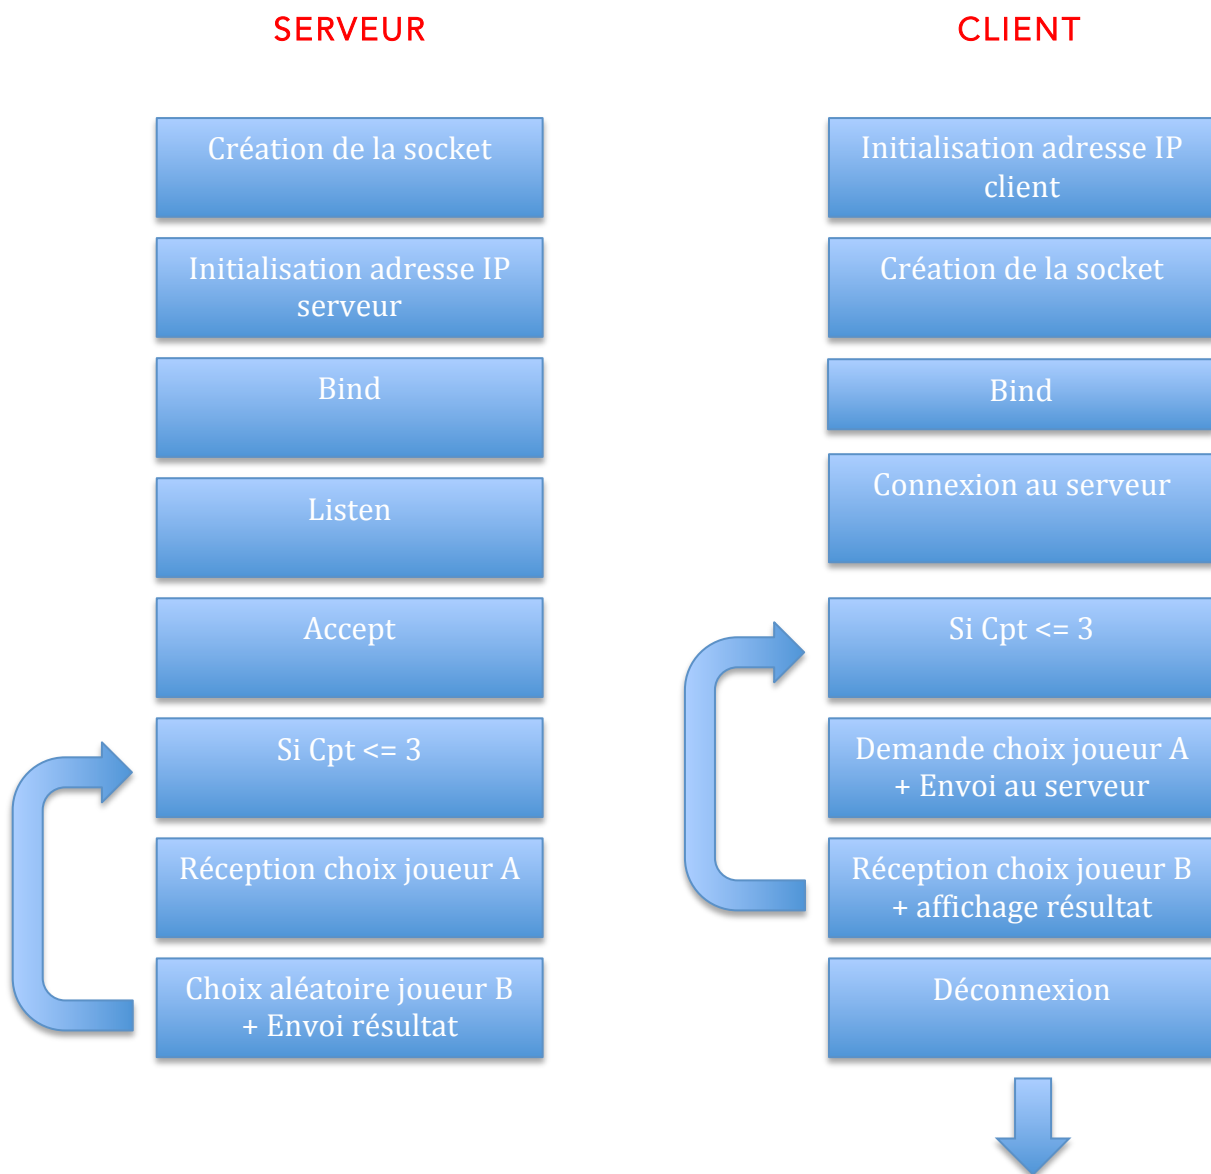 SERVEUR
Création de la socket
Initialisation adresse IP
serveur
Bind
Listen
Accept
Si Cpt <= 3
Réception choix joueur A
Choix aléatoire joueur B
+ Envoi résultat
CLIENT
Initialisation adresse IP
client
Création de la socket
Bind
Connexion au serveur
Si Cpt <= 3
Demande choix joueur A
+ Envoi au serveur
Réception choix joueur B
+ affichage résultat
Déconnexion